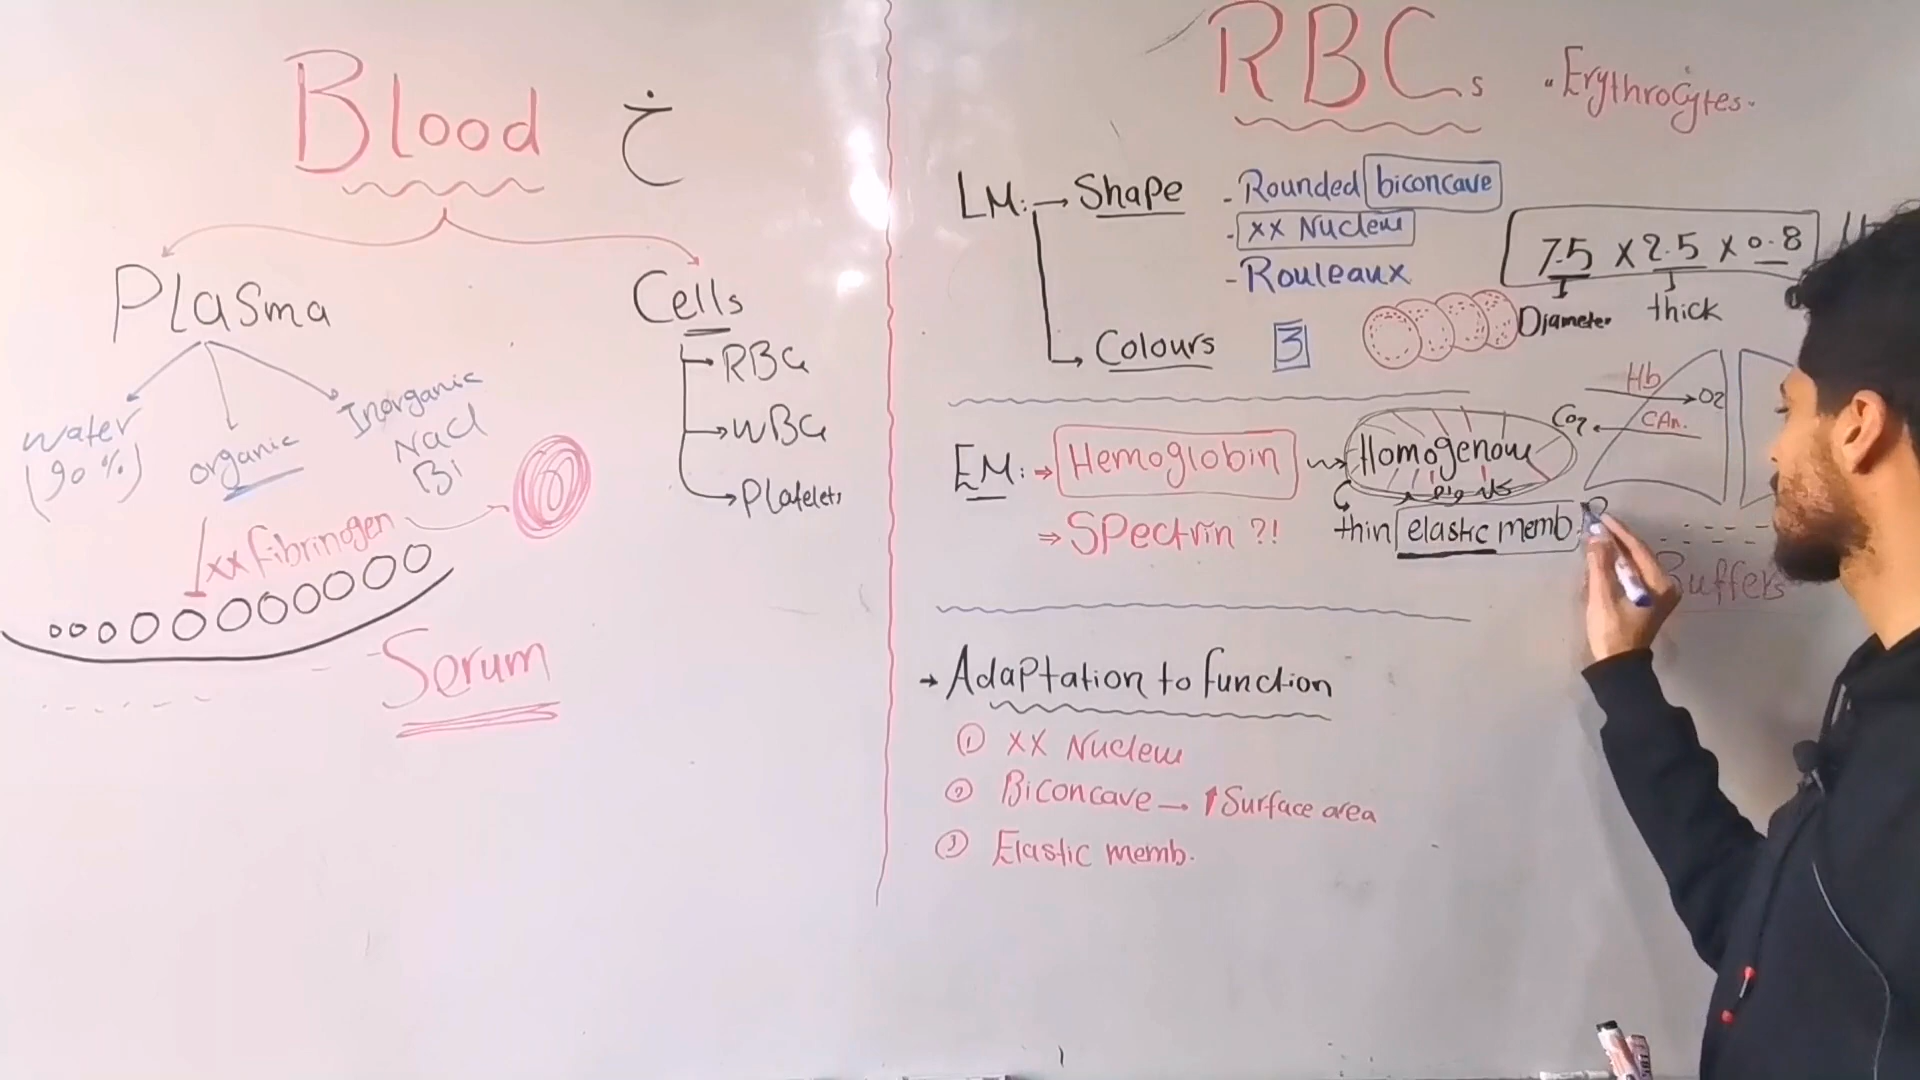 Blood خ
Plasma
Cells
RBCs
WBCs
Platelets
water
(90%)
organic
Inorganic
Nacl
Bi
xx Fibrinogen
Serum
RBCs "Erythrocytes"
LM: → Shape
- Rounded biconcave
- xx Nucleus
- Rouleaux
7.5 x 2.5 x 0.8
Diameter
thick
Colours 3
Hb
O2
Co2
CAn.
EM: ⇒ Hemoglobin
Homogenous
⇒ Spectrin ?!
thin elastic memb
Buffers
→ Adaptation to function
① xx Nucleus
② Biconcave → ↑ Surface area
③ Elastic memb.